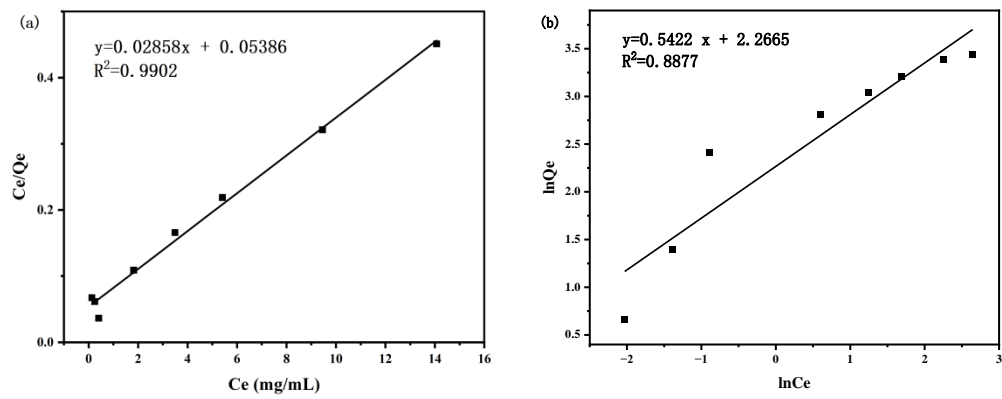 (a)
y=0.02858x + 0.05386
R²=0.9902
0.4
0.2
0.0
Ce/Qe
0 2 4 6 8 10 12 14 16
Ce (mg/mL)
(b)
y=0.5422 x + 2.2665
R²=0.8877
3.5
3.0
2.5
2.0
1.5
1.0
0.5
lnQe
−2 −1 0 1 2 3
lnCe